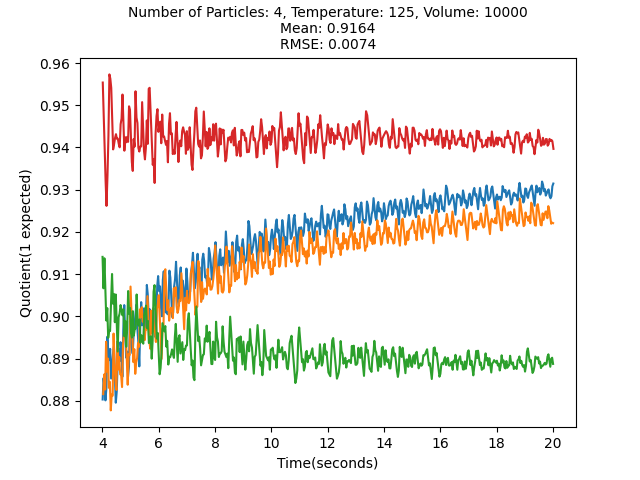 Number of Particles: 4, Temperature: 125, Volume: 10000
Mean: 0.9164
RMSE: 0.0074
0.96
0.95
0.94
0.93
0.92
0.91
0.90
0.89
0.88
Quotient(1 expected)
4 6 8 10 12 14 16 18 20
Time(seconds)